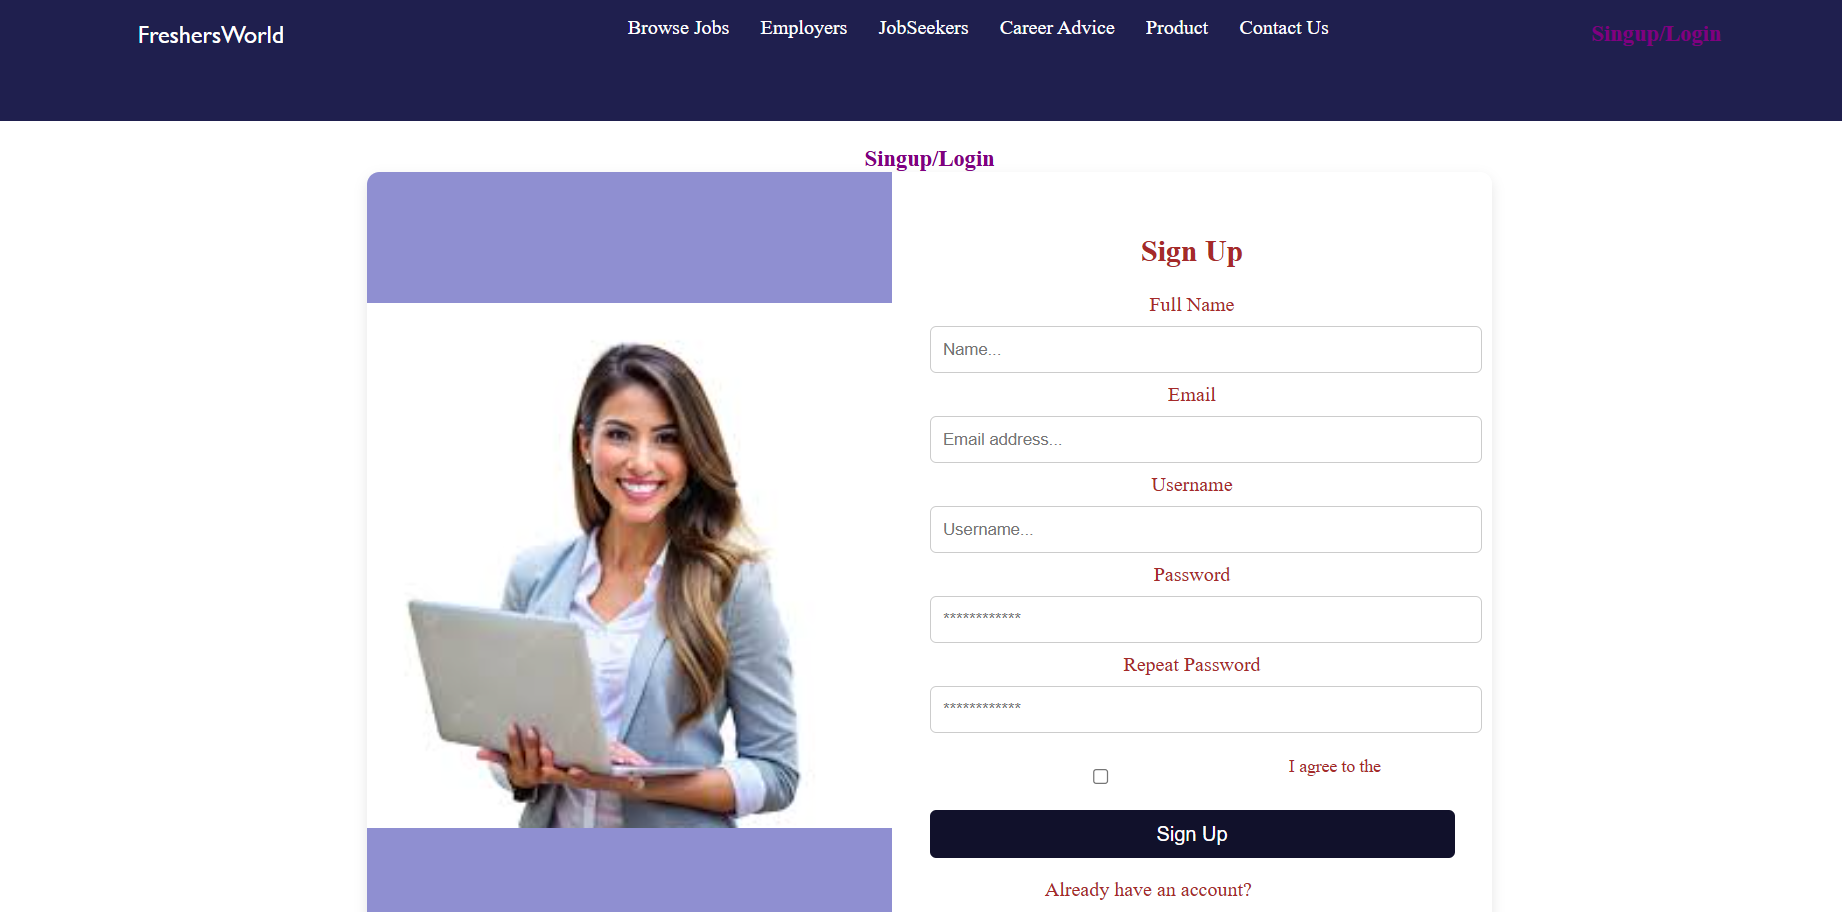 FreshersWorld
Browse Jobs Employers JobSeekers Career Advice Product Contact Us
Singup/Login
Singup/Login
Sign Up
Full Name
Name...
Email
Email address...
Username
Username...
Password
************
Repeat Password
************
I agree to the
Sign Up
Already have an account?